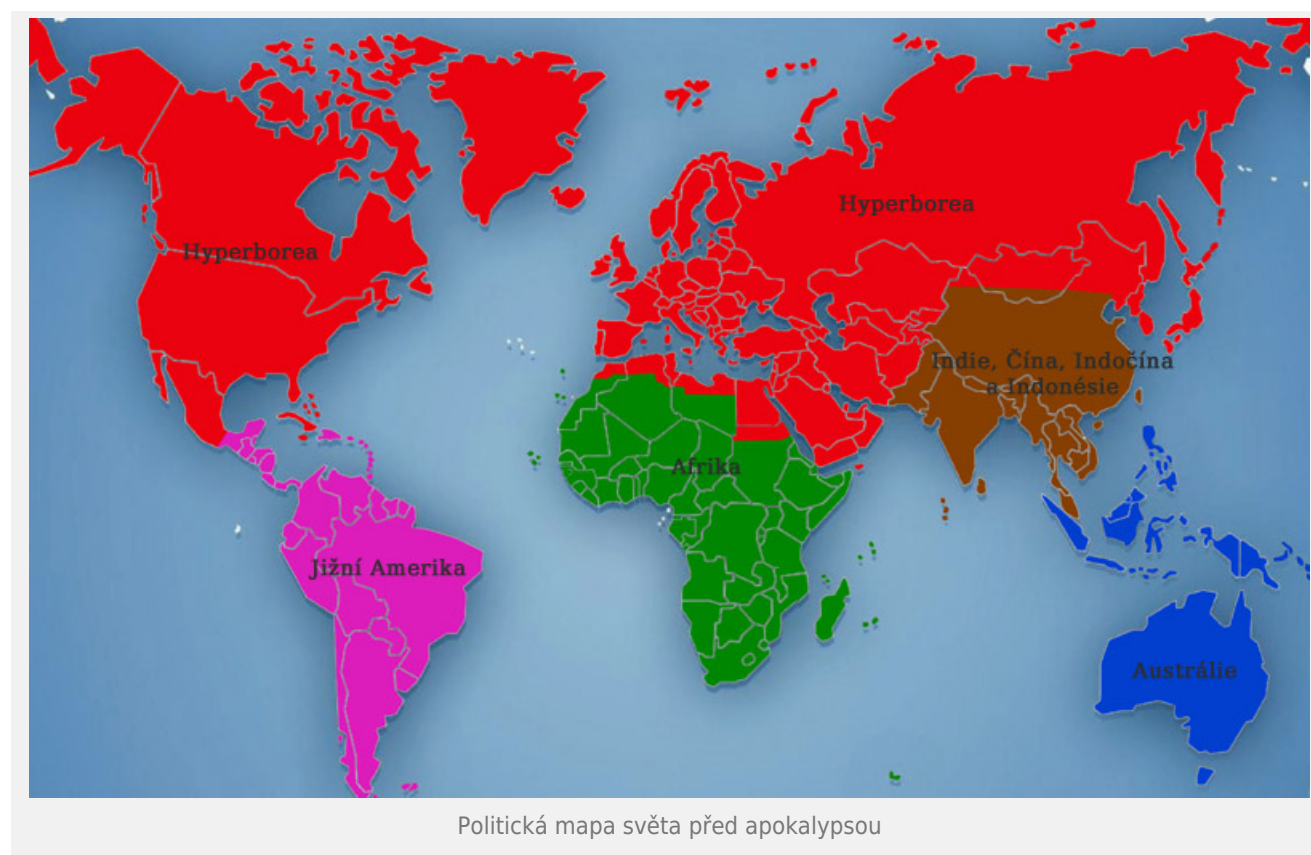 Hyperborea
Hyperborea
Indie, Čína, Indočína
a Indonésie
Afrika
Jižní Amerika
Austrálie
Politická mapa světa před apokalypsou